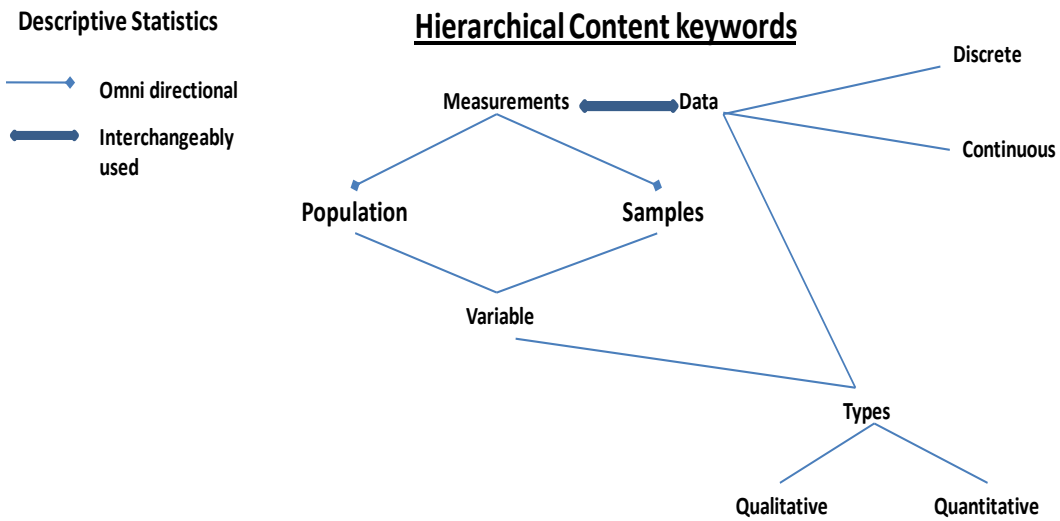 Descriptive Statistics
Hierarchical Content keywords
Omni directional
Interchangeably
used
Measurements
Data
Discrete
Continuous
Population
Samples
Variable
Types
Qualitative
Quantitative